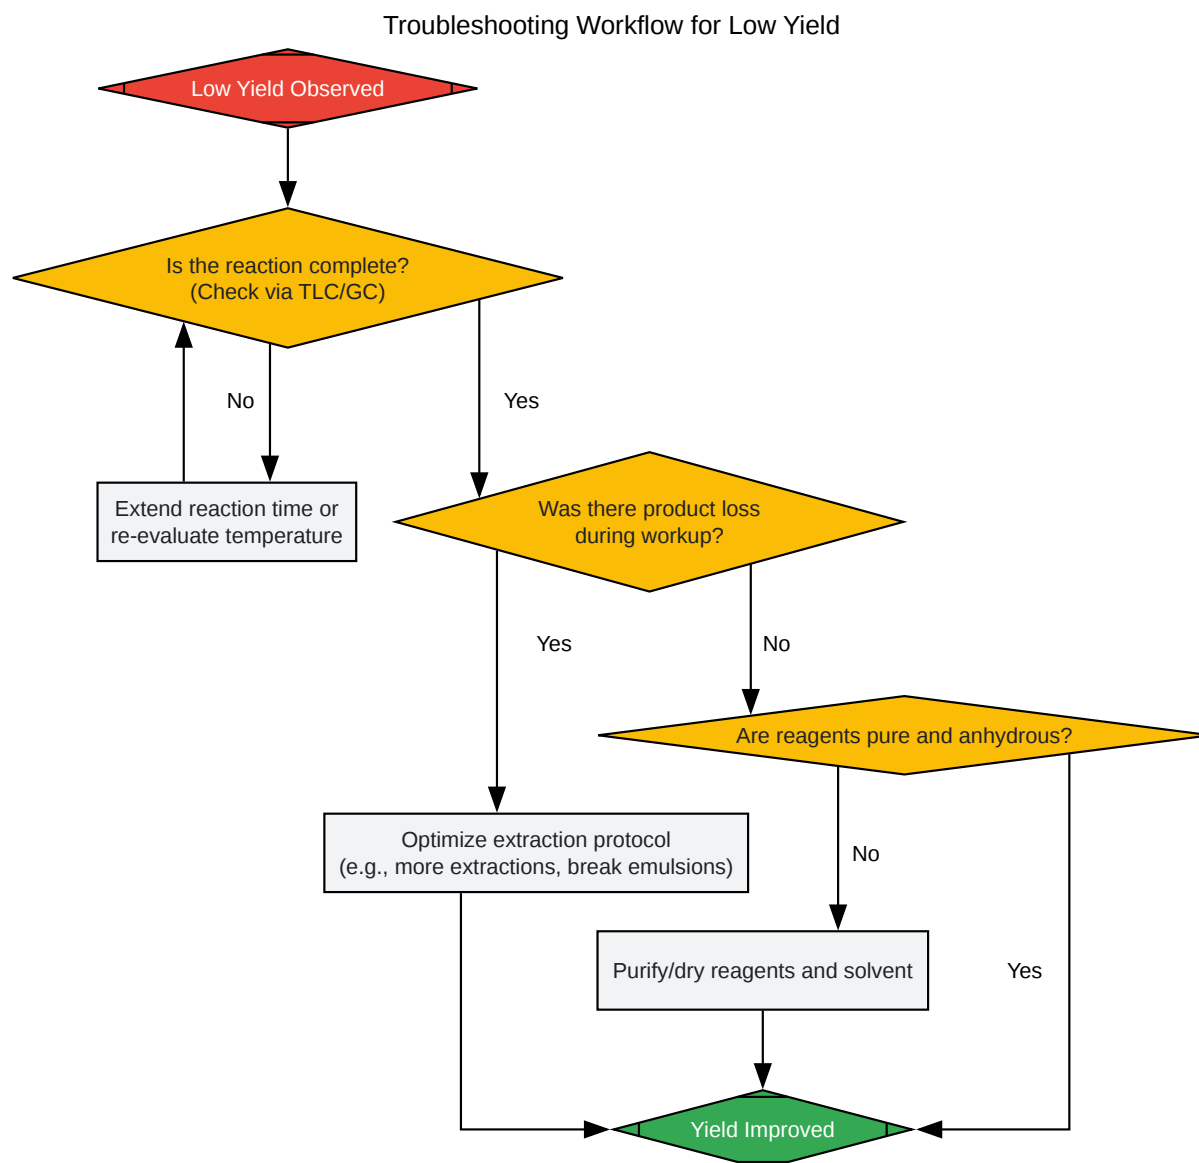 Troubleshooting Workflow for Low Yield
Low Yield Observed
Is the reaction complete?
(Check via TLC/GC)
No
Yes
Extend reaction time or
re-evaluate temperature
Was there product loss
during workup?
Yes
No
Are reagents pure and anhydrous?
Optimize extraction protocol
(e.g., more extractions, break emulsions)
No
Purify/dry reagents and solvent
Yes
Yield Improved